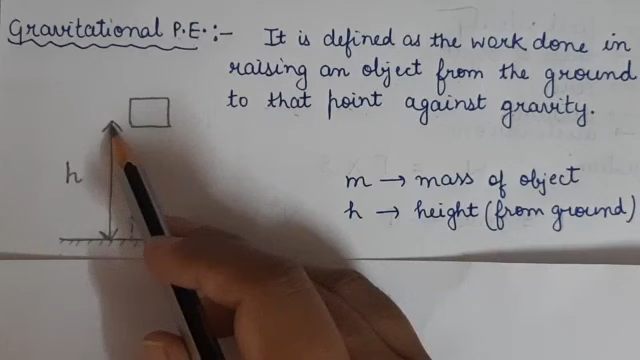 Gravitational P.E. :- It is defined as the work done in
raising an object from the ground
to that point against gravity.
h
m → mass of object
h → height (from ground)